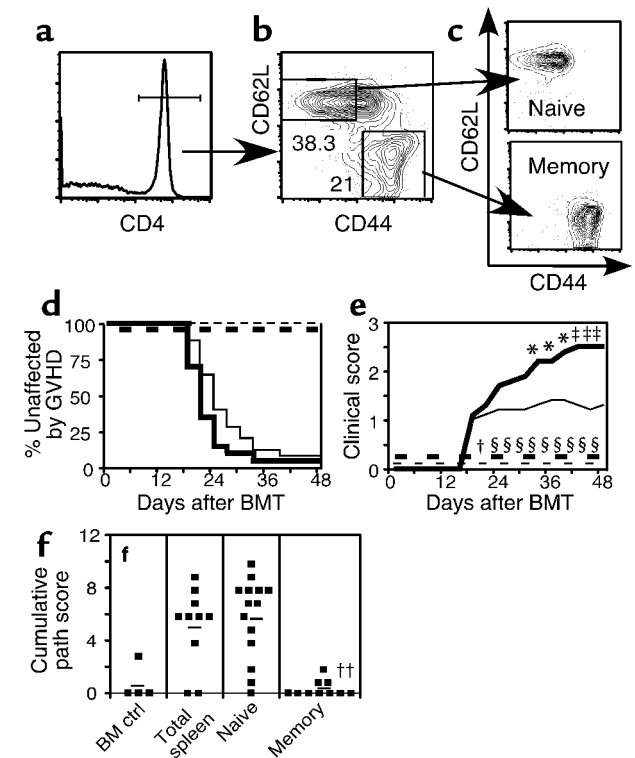 a
b
c
CD62L
38.3
21
CD4
CD44
CD62L
Naive
Memory
CD44
d
% Unaffected
by GVHD
100
75
50
25
0
0 12 24 36 48
Days after BMT
e
Clinical score
3
2
1
0
* * * ‡‡‡
† § § § § § § § § §
0 12 24 36 48
Days after BMT
f
f
Cumulative
path score
12
8
4
0
††
BM ctrl
Total
spleen
Naive
Memory